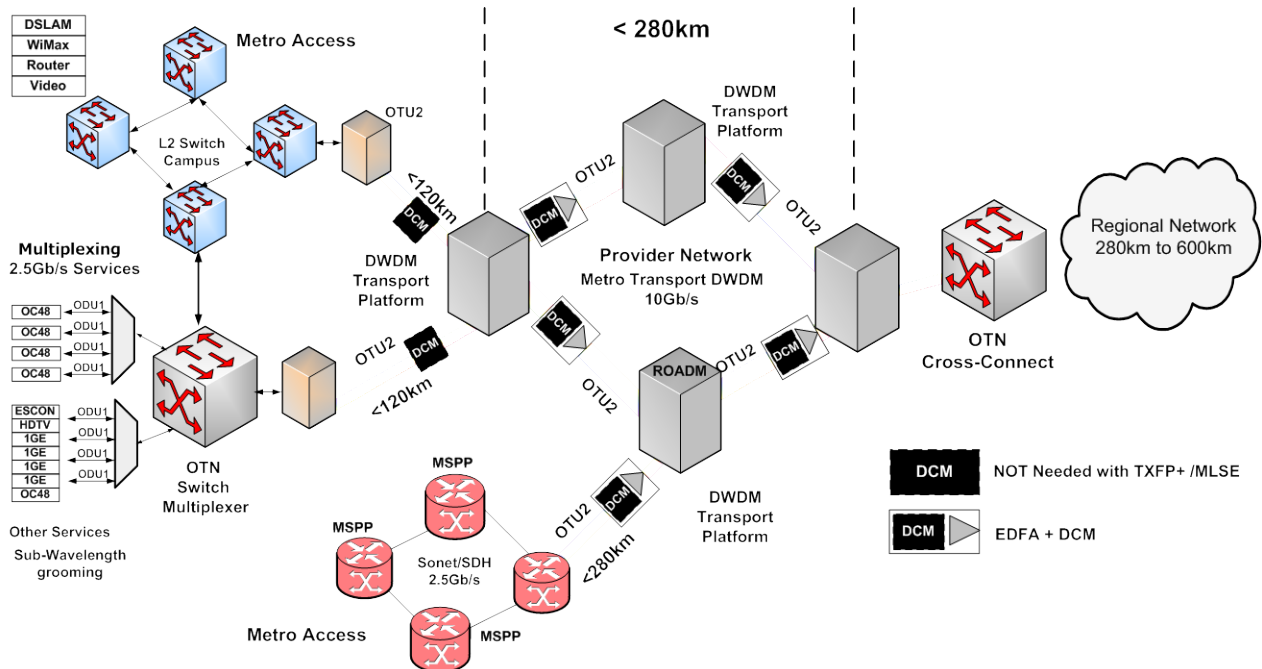 DSLAM
WiMax
Router
Video
Metro Access
L2 Switch
Campus
OTU2
<120km
DCM
< 280km
DWDM
Transport
Platform
OTU2
DCM
DWDM
Transport
Platform
DCM
OTU2
Provider Network
Metro Transport DWDM
10Gb/s
Regional Network
280km to 600km
OTN
Cross-Connect
Multiplexing
2.5Gb/s Services
OC48
ODU1
OC48
ODU1
OC48
ODU1
OC48
ODU1
ESCON
ODU1
HDTV
1GE
ODU1
1GE
ODU1
1GE
ODU1
1GE
OC48
OTN
Switch
Multiplexer
Other Services
Sub-Wavelength
grooming
OTU2
DCM
<120km
DCM
OTU2
ROADM
OTU2
DCM
DWDM
Transport
Platform
OTU2
DCM
<280km
MSPP
MSPP
Sonet/SDH
2.5Gb/s
MSPP
Metro Access
DCM
NOT Needed with TXFP+ /MLSE
DCM
EDFA + DCM